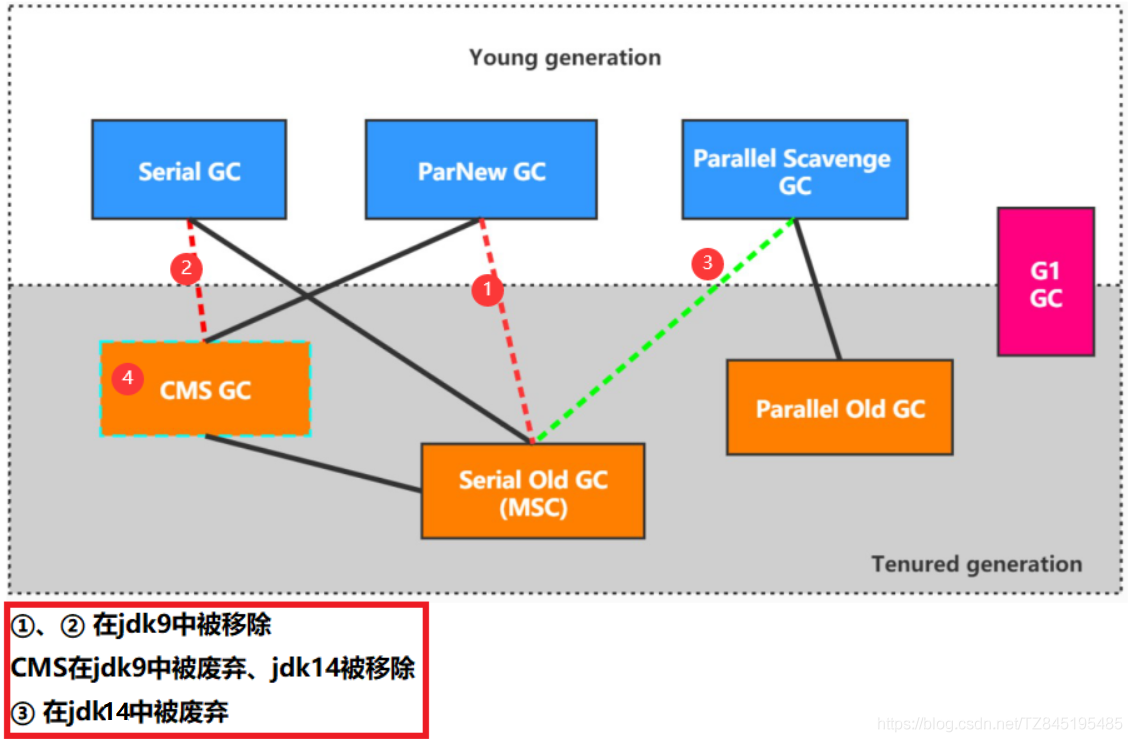 Young generation
Serial GC
ParNew GC
Parallel Scavenge
GC
G1
GC
2
1
3
4
CMS GC
Parallel Old GC
Serial Old GC
(MSC)
Tenured generation
①、② 在jdk9中被移除
CMS在jdk9中被废弃、jdk14被移除
③ 在jdk14中被废弃
https://blog.csdn.net/TZ845195485